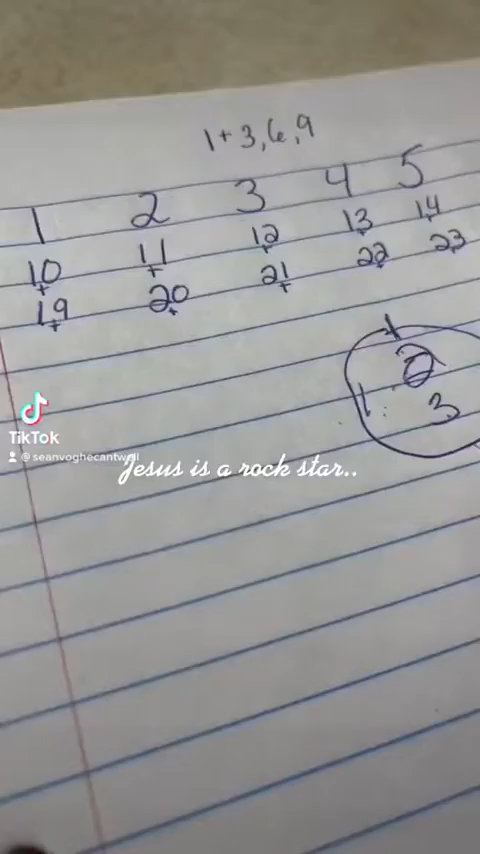 1 + 3, 6, 9
1 2 3 4 5
10 11 12 13 14
19 20 21 22 23
2
1
3
TikTok
@seanvoghecantwell
Jesus is a rock star..